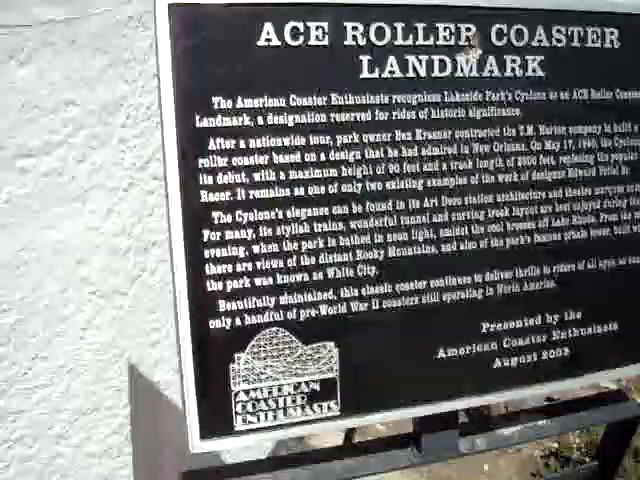 ACE ROLLER COASTER
LANDMARK
The American Coaster Enthusiasts recognizes Lakeside Park's Cyclone as an ACE Roller Coaster
Landmark, a designation reserved for rides of historic significance.
After a nationwide tour, park owner Ben Krasner contracted the T.M. Harton company to build a
roller coaster based on a design that he had admired in New Orleans. On May 17, 1940, the Cyclone
its debut, with a maximum height of 90 feet and a track length of 2800 feet, replacing the
Racer. It remains as one of only two existing examples of the work of designer Edward Vettel
The Cyclone's elegance can be found in its Art Deco station architecture and theatre marquee
For many, its stylish trains, wonderful tunnel and curving track layout are best enjoyed during
evening, when the park is bathed in neon light, amidst the cool breezes off Lake Rhoda. From the
there are views of the distant Rocky Mountains, and also of the park's famous tower, built
the park was known as White City.
Beautifully maintained, this classic coaster continues to deliver thrills to riders of all ages as
only a handful of pre-World War II coasters still operating in North America.
Presented by the
American Coaster Enthusiasts
August 2003
AMERICAN
COASTER
ENTHUSIASTS